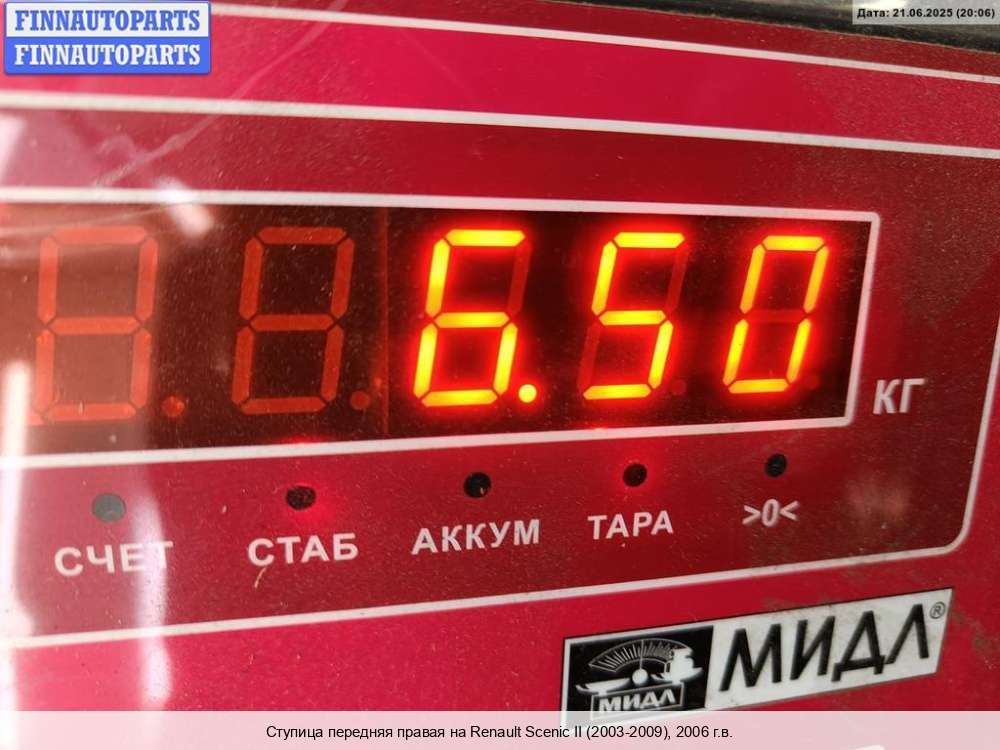 FINNAUTOPARTS
FINNAUTOPARTS
Дата: 21.06.2025 (20:06)
6.50
КГ
СЧЕТ СТАБ АККУМ ТАРА >0<
МИДЛ МИДЛ®
Ступица передняя правая на Renault Scenic II (2003-2009), 2006 г.в.